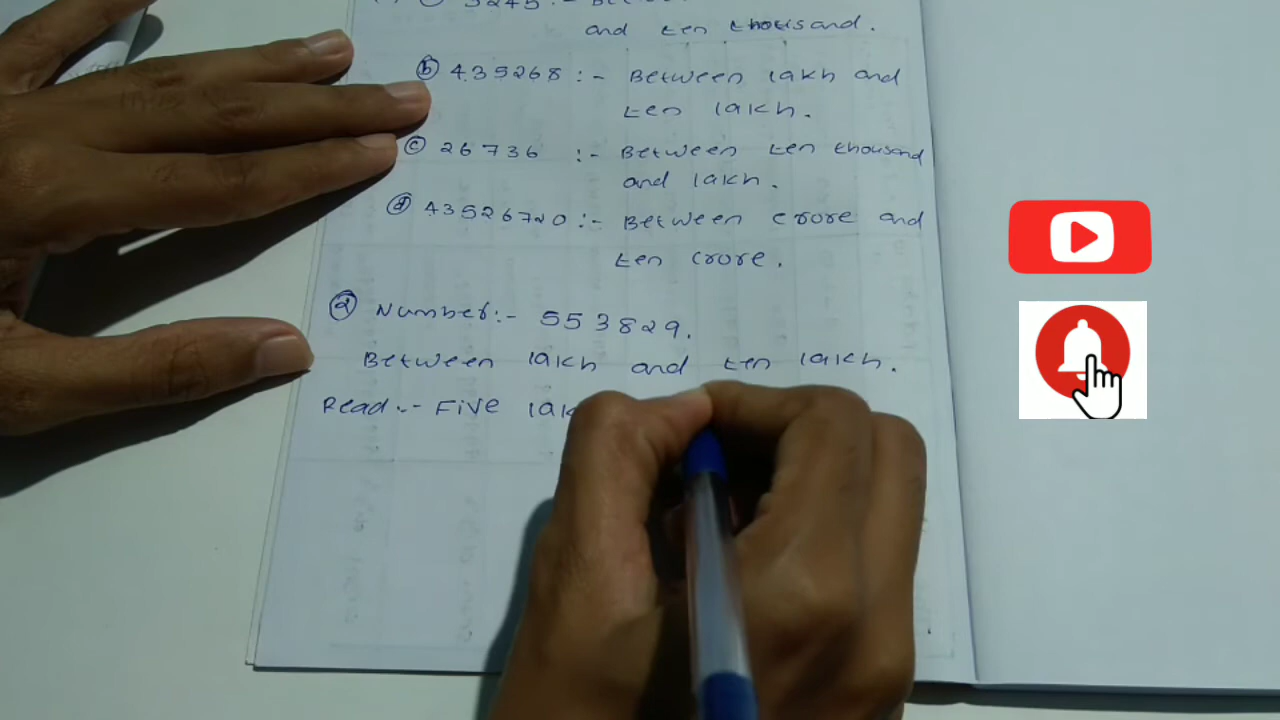 and ten thousand.
(b) 435268 :- Between lakh and
ten lakh.
(c) 26736 :- Between ten thousand
and lakh.
(d) 43526720 :- Between crore and
ten crore.
(2) Number:- 553829.
Between lakh and ten lakh.
Read:- Five